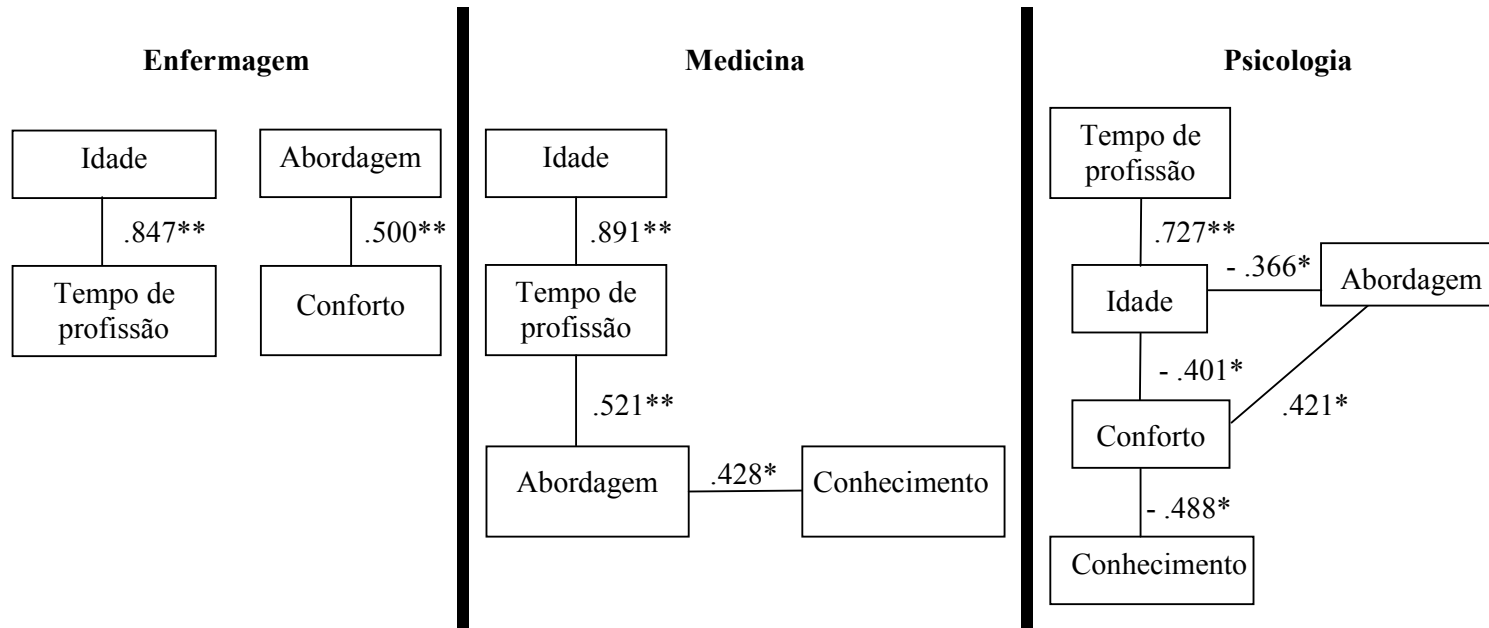 Enfermagem
Idade
Abordagem
.847**
.500**
Tempo de
profissão
Conforto
Medicina
Idade
.891**
Tempo de
profissão
.521**
Abordagem
.428*
Conhecimento
Psicologia
Tempo de
profissão
.727**
- .366*
Abordagem
Idade
- .401*
.421*
Conforto
- .488*
Conhecimento